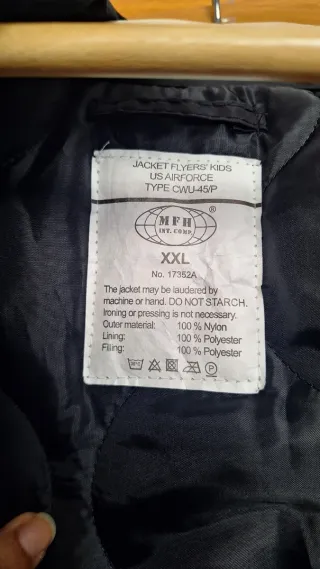 JACKET FLYERS' KIDS
US AIRFORCE
TYPE CWU-45/P
MFH ®
INT. COMP.
XXL
No. 17352A
The jacket may be laudered by
machine or hand. DO NOT STARCH.
Ironing or pressing is not necessary.
Outer material: 100 % Nylon
Lining: 100 % Polyester
Filling: 100 % Polyester
P